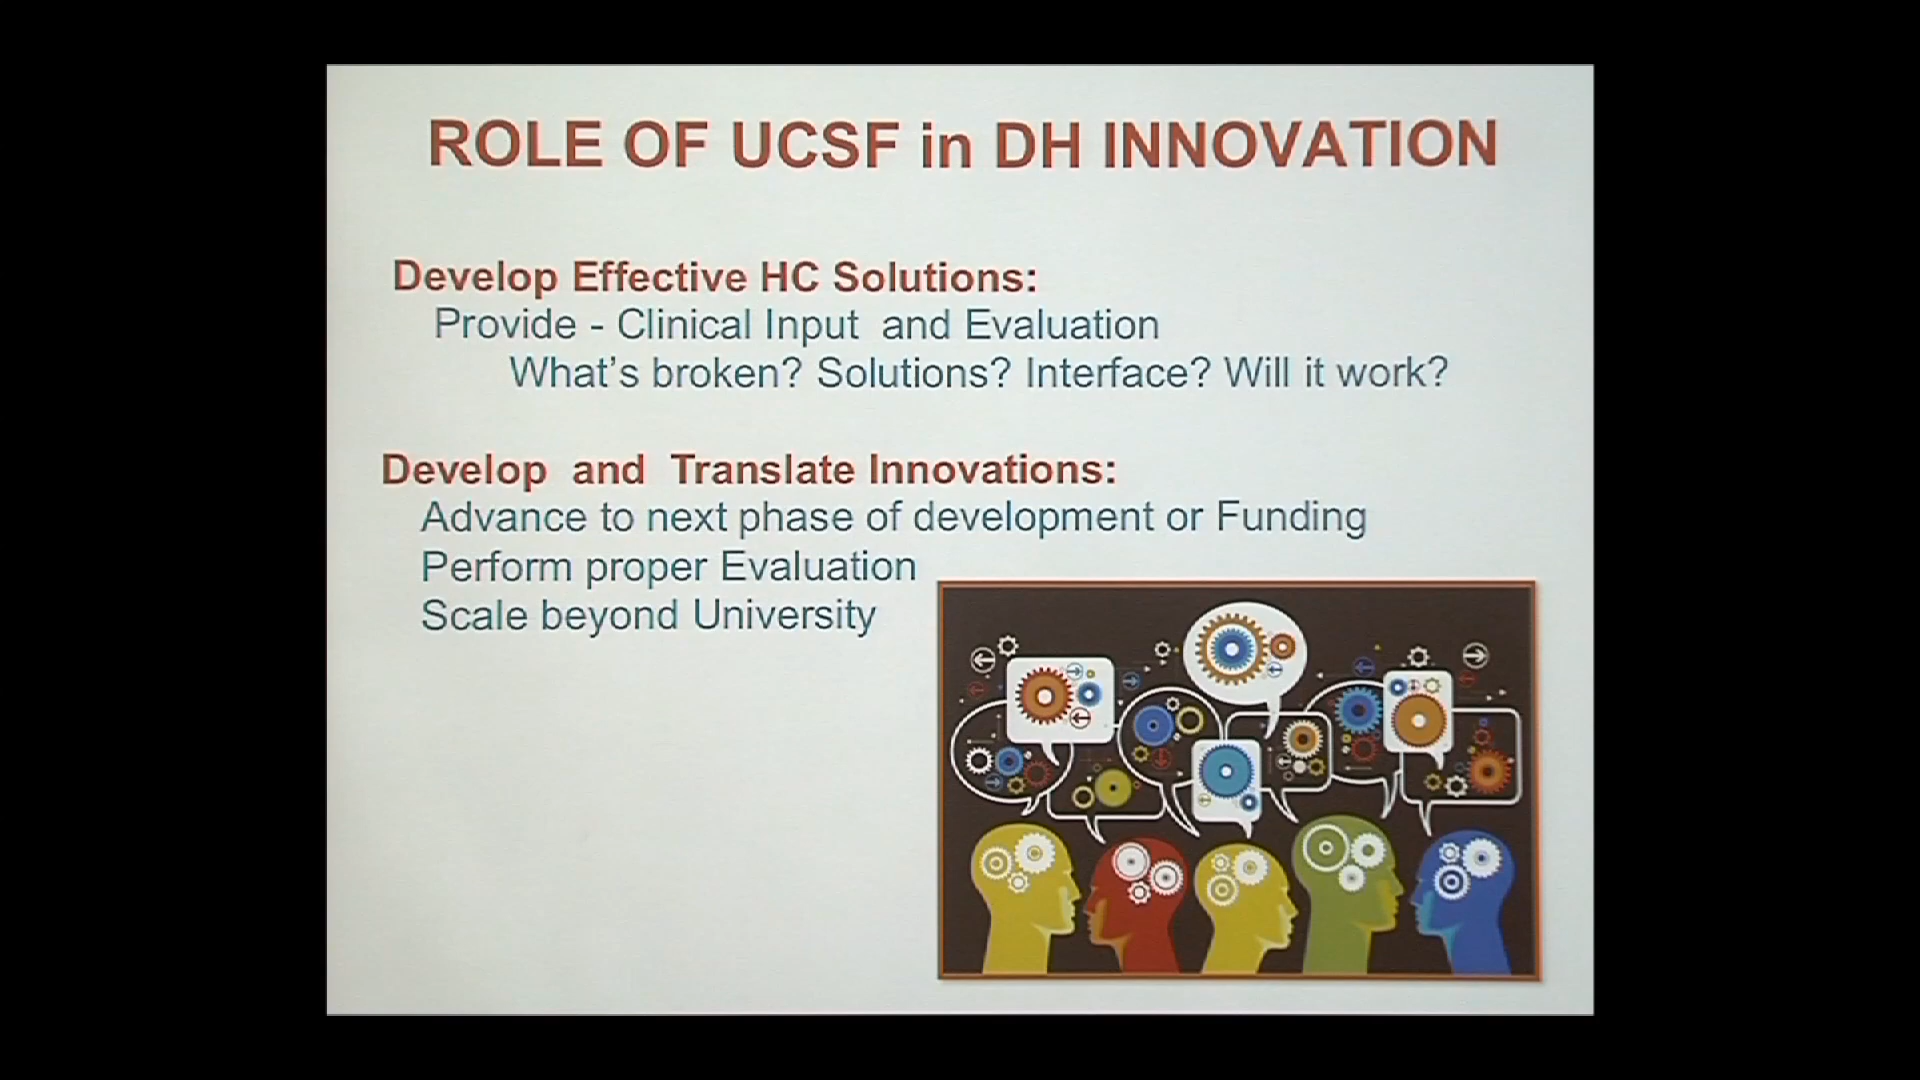 ROLE OF UCSF in DH INNOVATION
Develop Effective HC Solutions:
Provide - Clinical Input and Evaluation
What's broken? Solutions? Interface? Will it work?
Develop and Translate Innovations:
Advance to next phase of development or Funding
Perform proper Evaluation
Scale beyond University